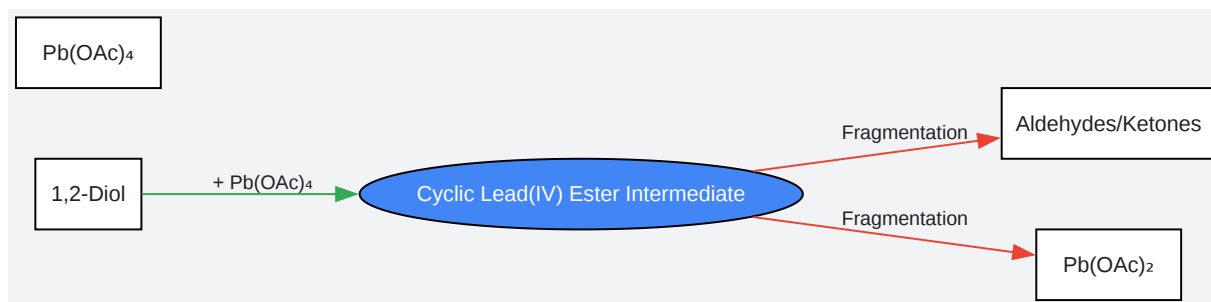 Pb(OAc)₄
1,2-Diol
+ Pb(OAc)₄
Cyclic Lead(IV) Ester Intermediate
Fragmentation
Aldehydes/Ketones
Fragmentation
Pb(OAc)₂